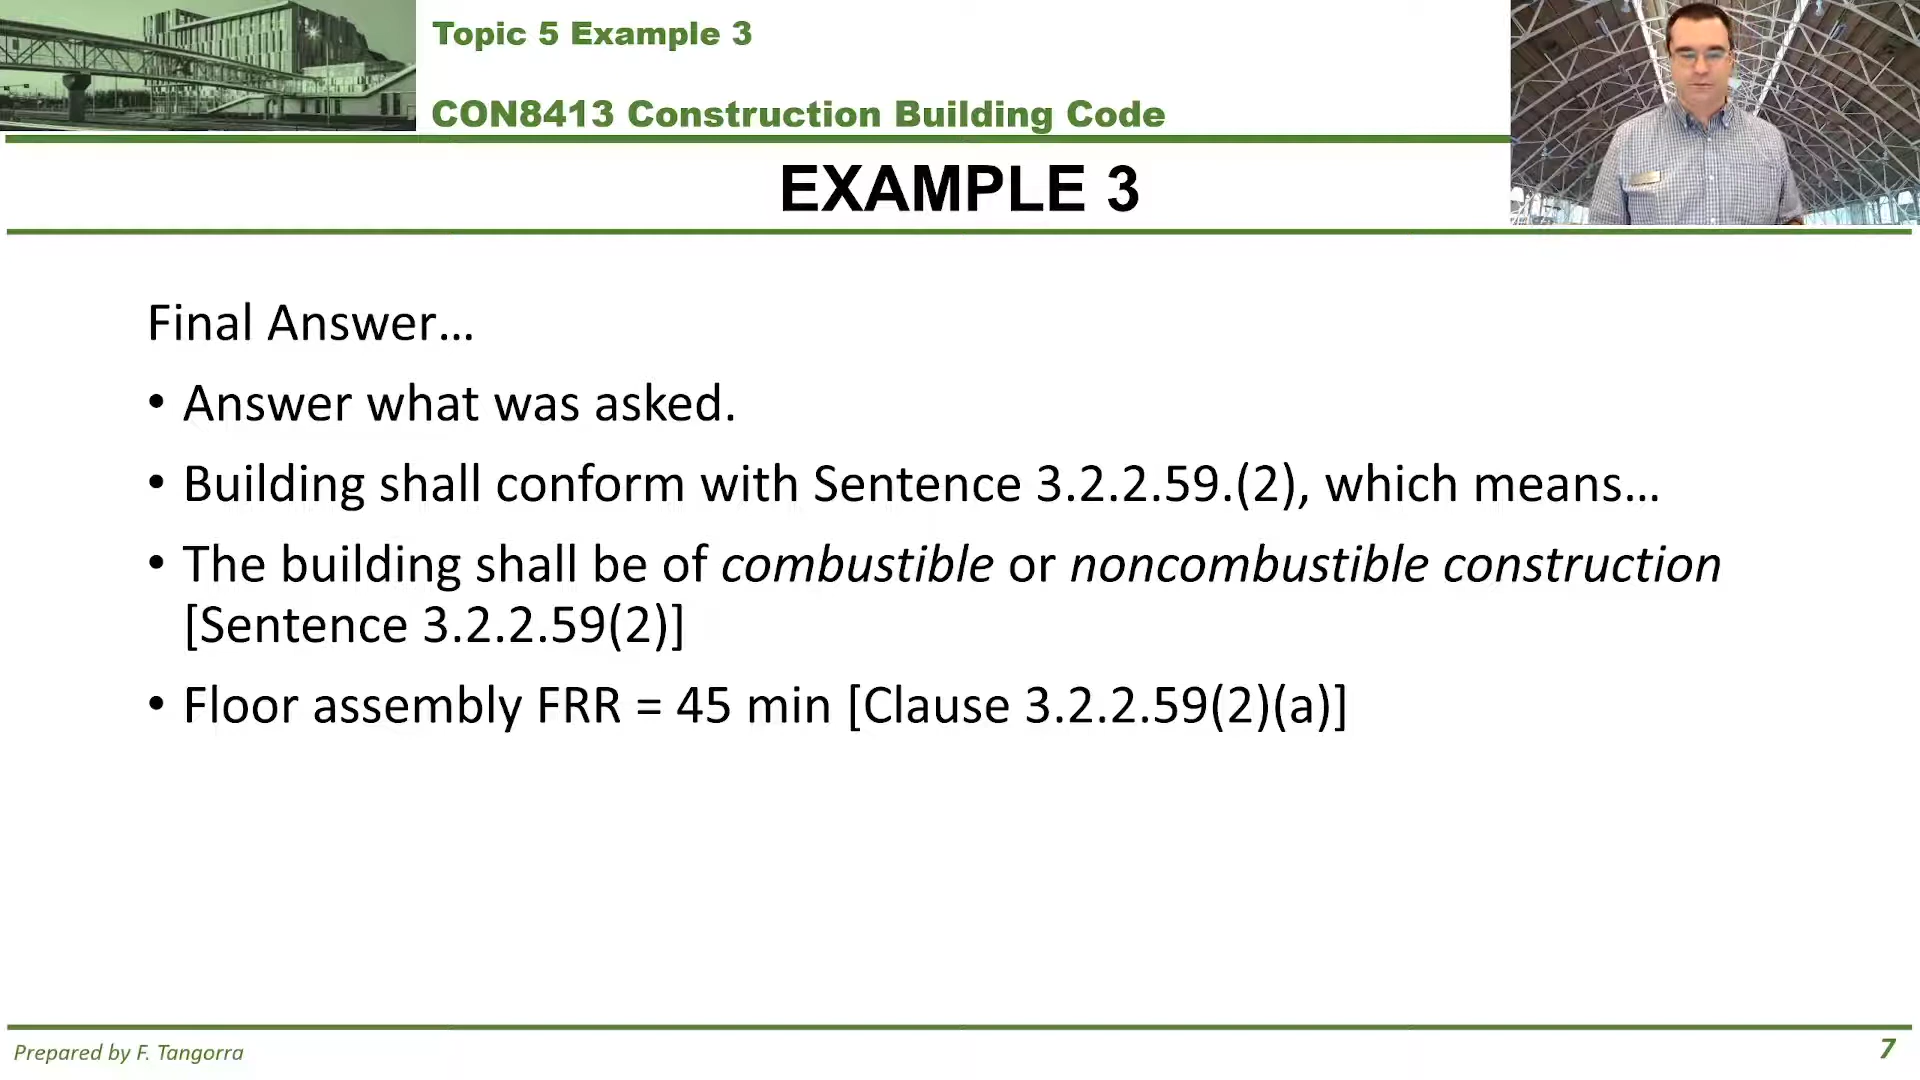 Topic 5 Example 3
CON8413 Construction Building Code
EXAMPLE 3
Final Answer…
• Answer what was asked.
• Building shall conform with Sentence 3.2.2.59.(2), which means…
• The building shall be of combustible or noncombustible construction
[Sentence 3.2.2.59(2)]
• Floor assembly FRR = 45 min [Clause 3.2.2.59(2)(a)]
Prepared by F. Tangorra
7